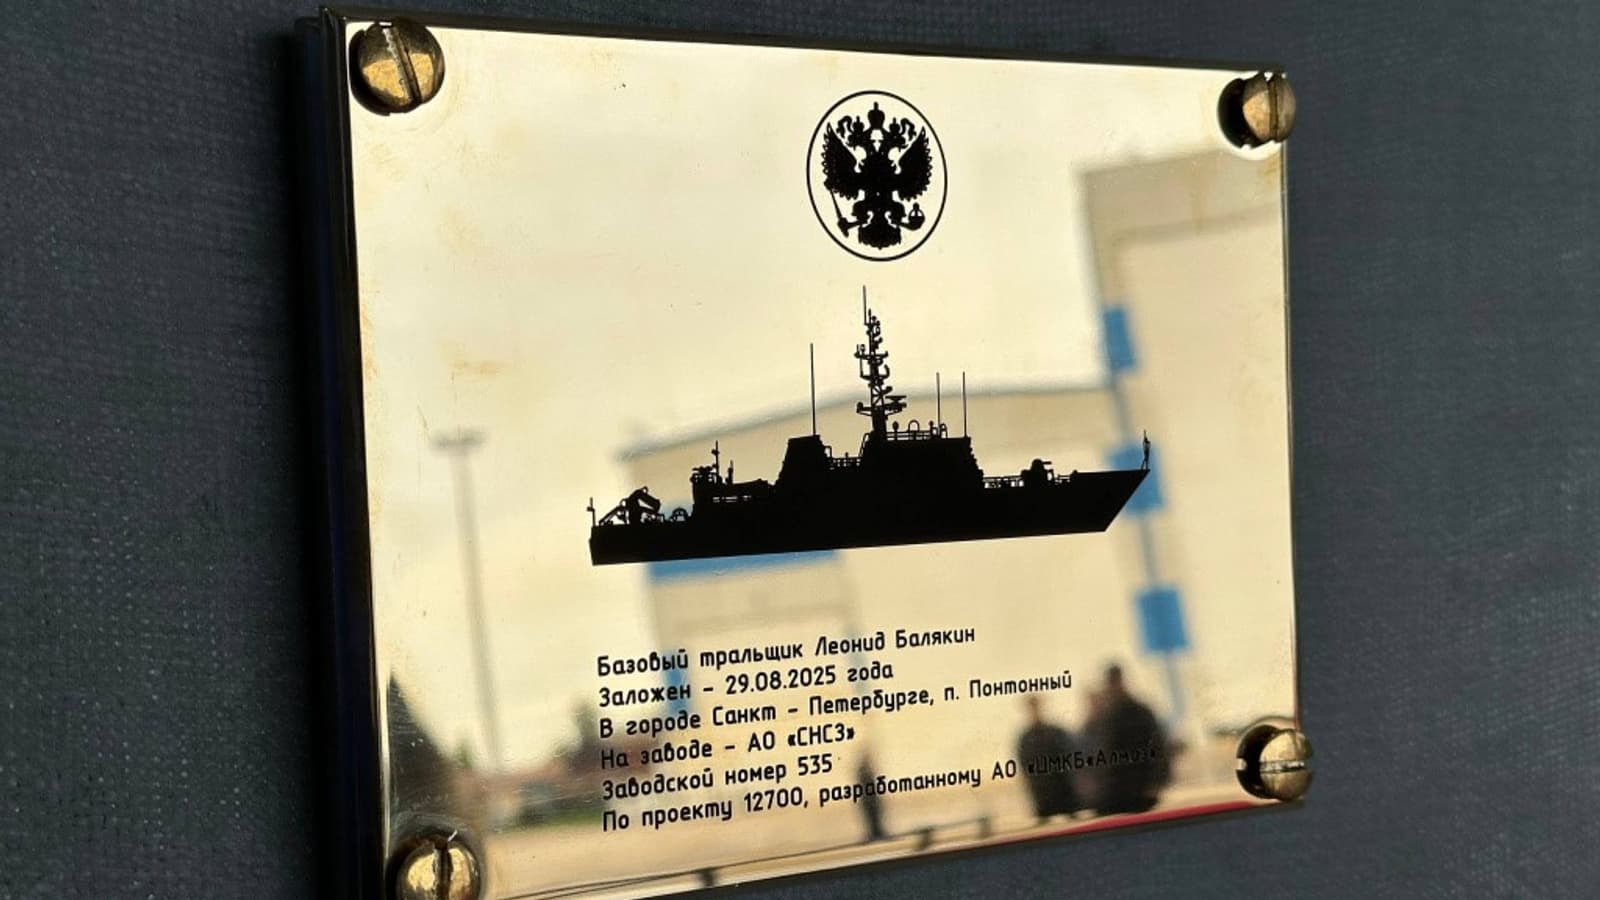 Базовый тральщик Леонид Балякин
Заложен - 29.08.2025 года
В городе Санкт - Петербурге, п. Понтонный
На заводе - АО «СНСЗ»
Заводской номер 535
По проекту 12700, разработанному АО «ЦМКБ«Алмаз»